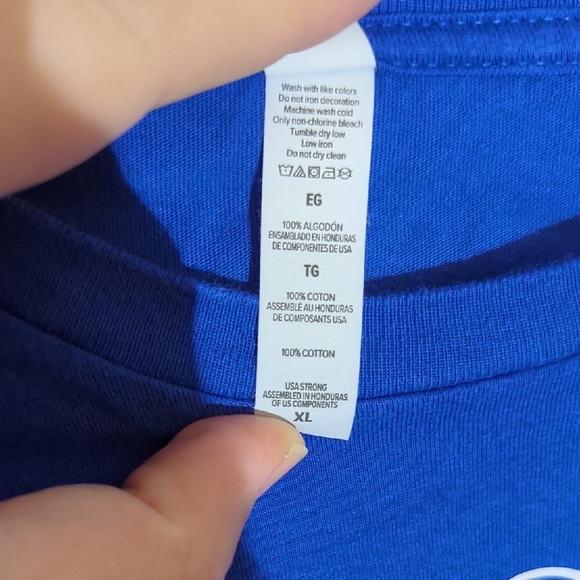 Wash with like colors
Do not iron decoration
Machine wash cold
Only non-chlorine bleach
Tumble dry low
Low iron
Do not dry clean
EG
100% ALGODÓN
ENSAMBLADO EN HONDURAS
DE COMPONENTES DE USA
TG
100% COTON
ASSEMBLÉ AU HONDURAS
DE COMPOSANTS USA
100% COTTON
USA STRONG
ASSEMBLED IN HONDURAS
OF US COMPONENTS
XL